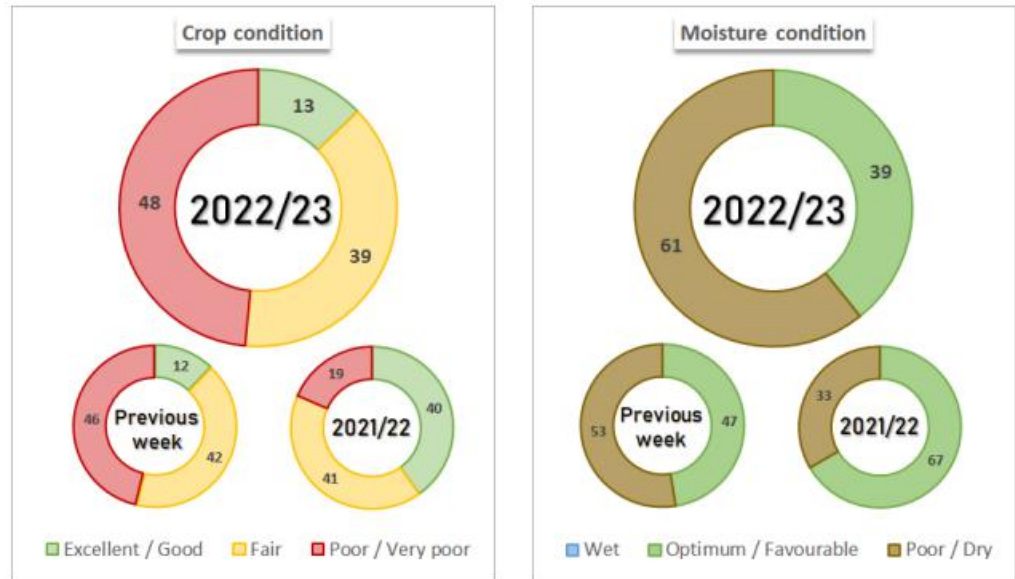 Crop condition
13
48
39
2022/23
12
46
42
Previous
week
19
40
41
2021/22
Excellent / Good
Fair
Poor / Very poor
Moisture condition
39
61
2022/23
47
53
Previous
week
33
67
2021/22
Wet
Optimum / Favourable
Poor / Dry